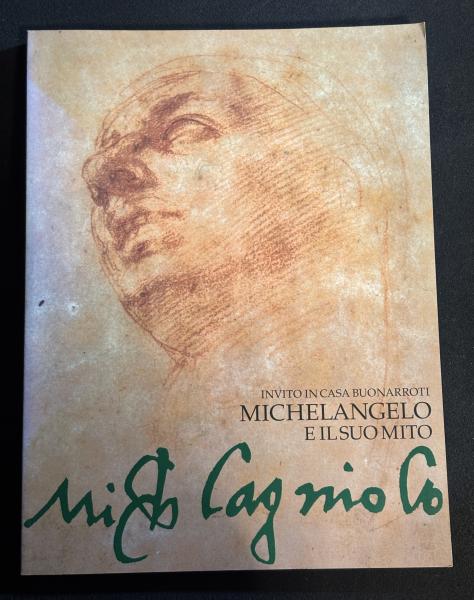 INVITO IN CASA BUONARROTI
MICHELANGELO
E IL SUO MITO
Michelagniolo